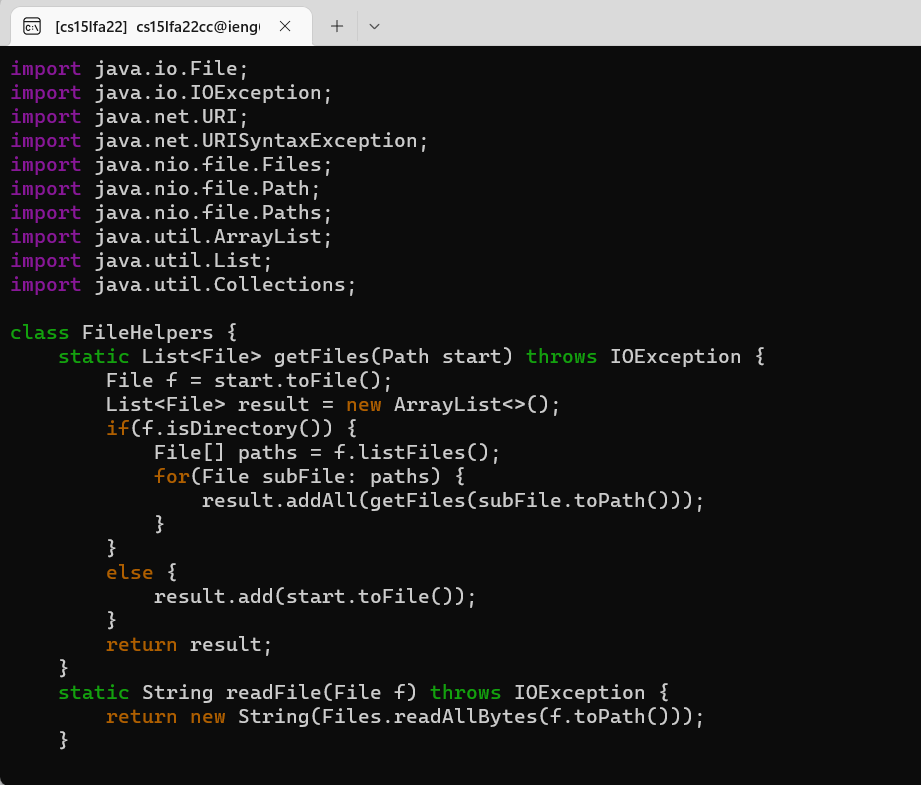 [cs15lfa22] cs15lfa22cc@ieng
import java.io.File;
import java.io.IOException;
import java.net.URI;
import java.net.URISyntaxException;
import java.nio.file.Files;
import java.nio.file.Path;
import java.nio.file.Paths;
import java.util.ArrayList;
import java.util.List;
import java.util.Collections;

class FileHelpers {
    static List<File> getFiles(Path start) throws IOException {
        File f = start.toFile();
        List<File> result = new ArrayList<>();
        if(f.isDirectory()) {
            File[] paths = f.listFiles();
            for(File subFile: paths) {
                result.addAll(getFiles(subFile.toPath()));
            }
        }
        else {
            result.add(start.toFile());
        }
        return result;
    }
    static String readFile(File f) throws IOException {
        return new String(Files.readAllBytes(f.toPath()));
    }